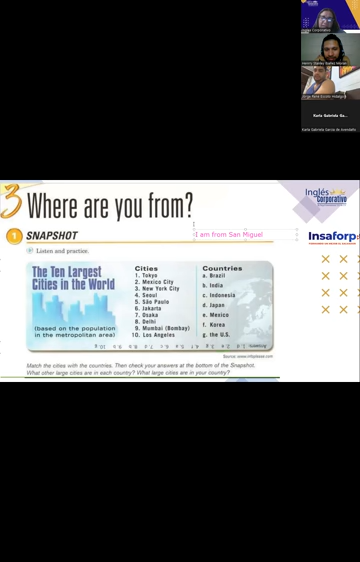 Karla Gabriela Ga...
3 Where are you from?
Inglés
Corporativo
1 SNAPSHOT
I am from San Miguel
Insaforp
Listen and practice.
The Ten Largest
Cities in the World
(based on the population
in the metropolitan area)
Cities
1. Tokyo
2. Mexico City
3. New York City
4. Seoul
5. São Paulo
6. Jakarta
7. Osaka
8. Delhi
9. Mumbai (Bombay)
10. Los Angeles
Countries
a. Brazil
b. India
c. Indonesia
d. Japan
e. Mexico
f. Korea
g. the U.S.
Match the cities with the countries. Then check your answers at the bottom of the Snapshot.
What other large cities are in each country? What large cities are in your country?